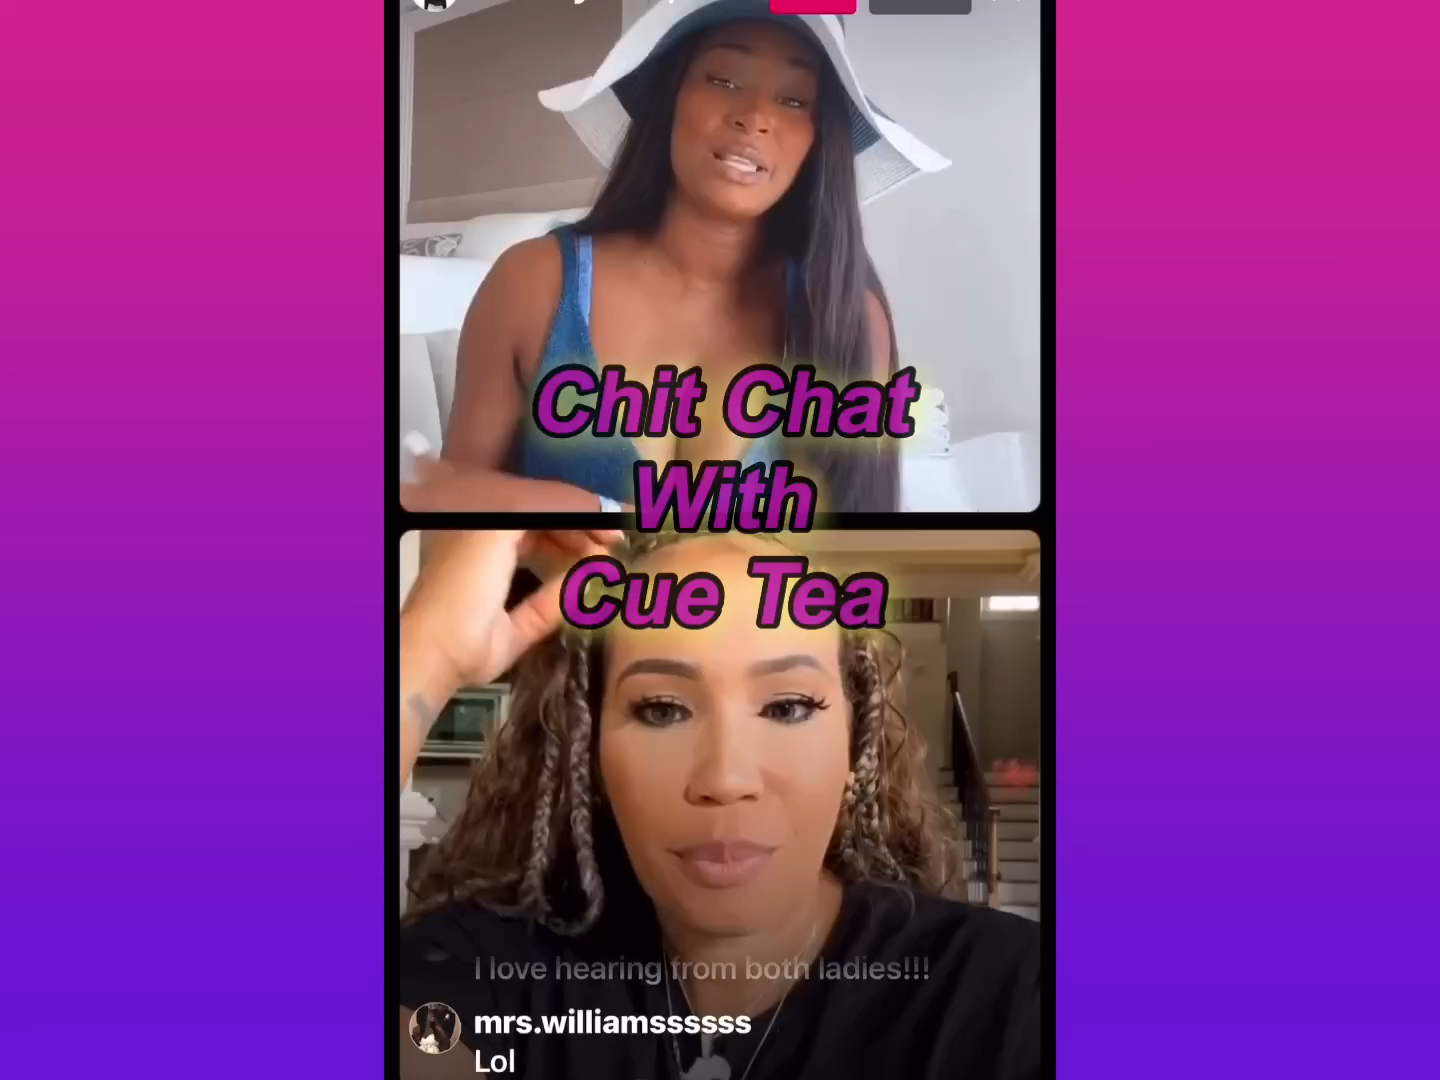 Chit Chat
With
Cue Tea
I love hearing from both ladies!!!
mrs.williamssssss
Lol